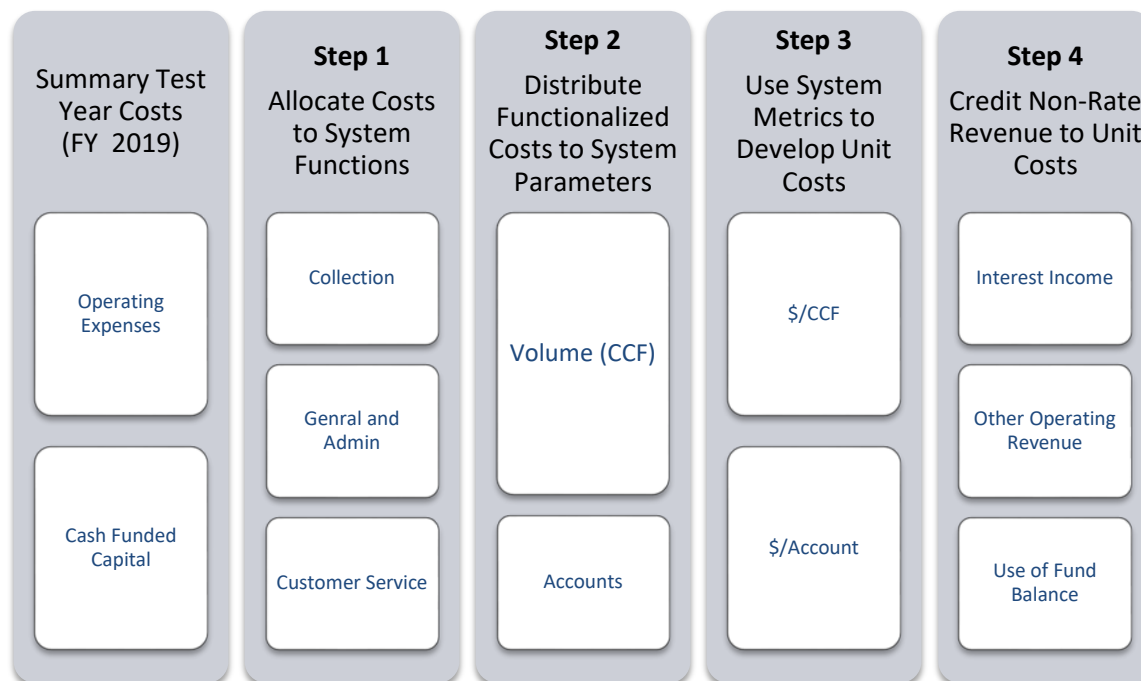 Summary Test
Year Costs
(FY  2019)
Operating
Expenses
Cash Funded
Capital
Step 1
Allocate Costs
to System
Functions
Collection
Genral and
Admin
Customer Service
Step 2
Distribute
Functionalized
Costs to System
Parameters
Volume (CCF)
Accounts
Step 3
Use System
Metrics to
Develop Unit
Costs
$/CCF
$/Account
Step 4
Credit Non-Rate
Revenue to Unit
Costs
Interest Income
Other Operating
Revenue
Use of Fund
Balance